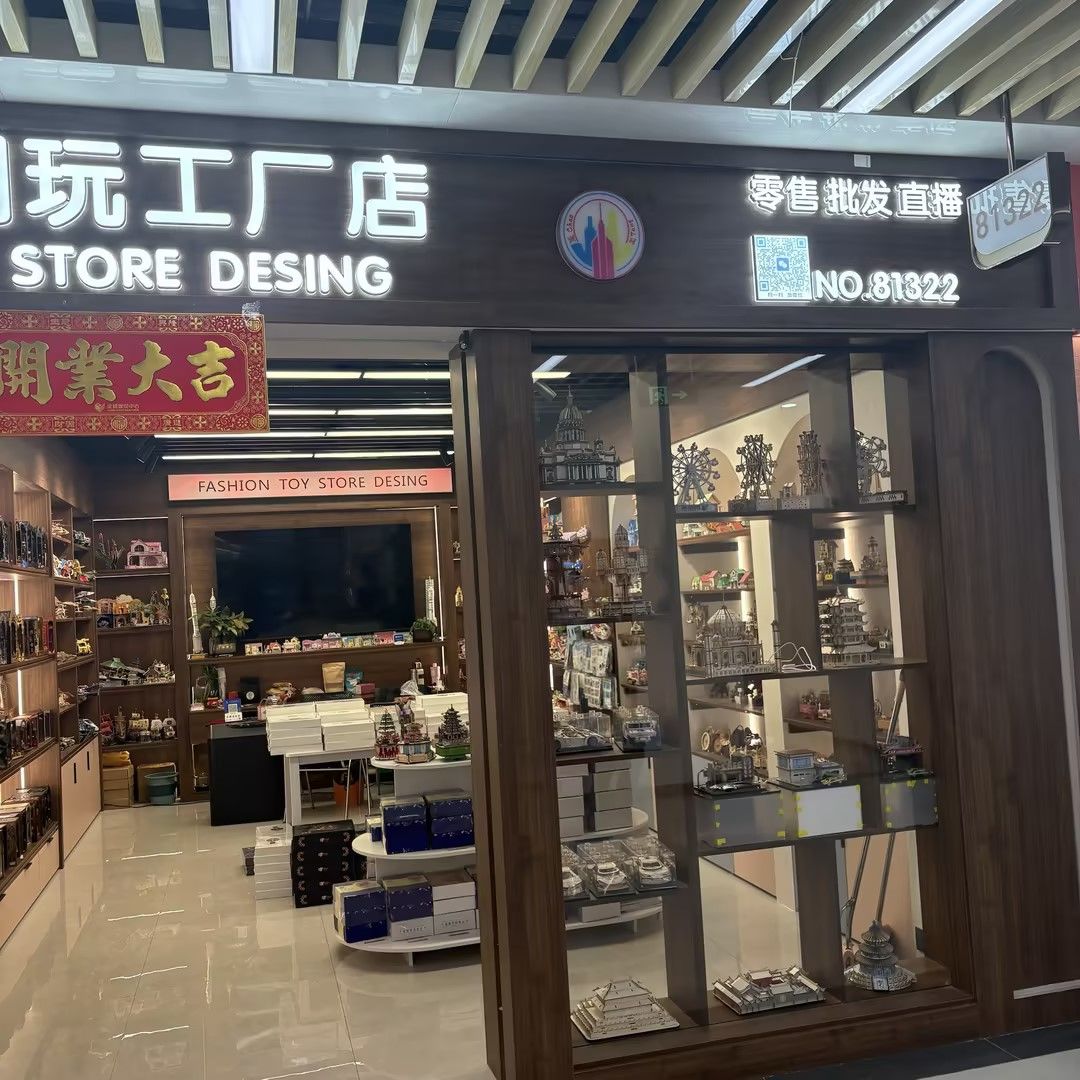 玩工厂店
STORE DESING
零售 批发 直播
NO.81322
81322
開業大吉
FASHION TOY STORE DESING